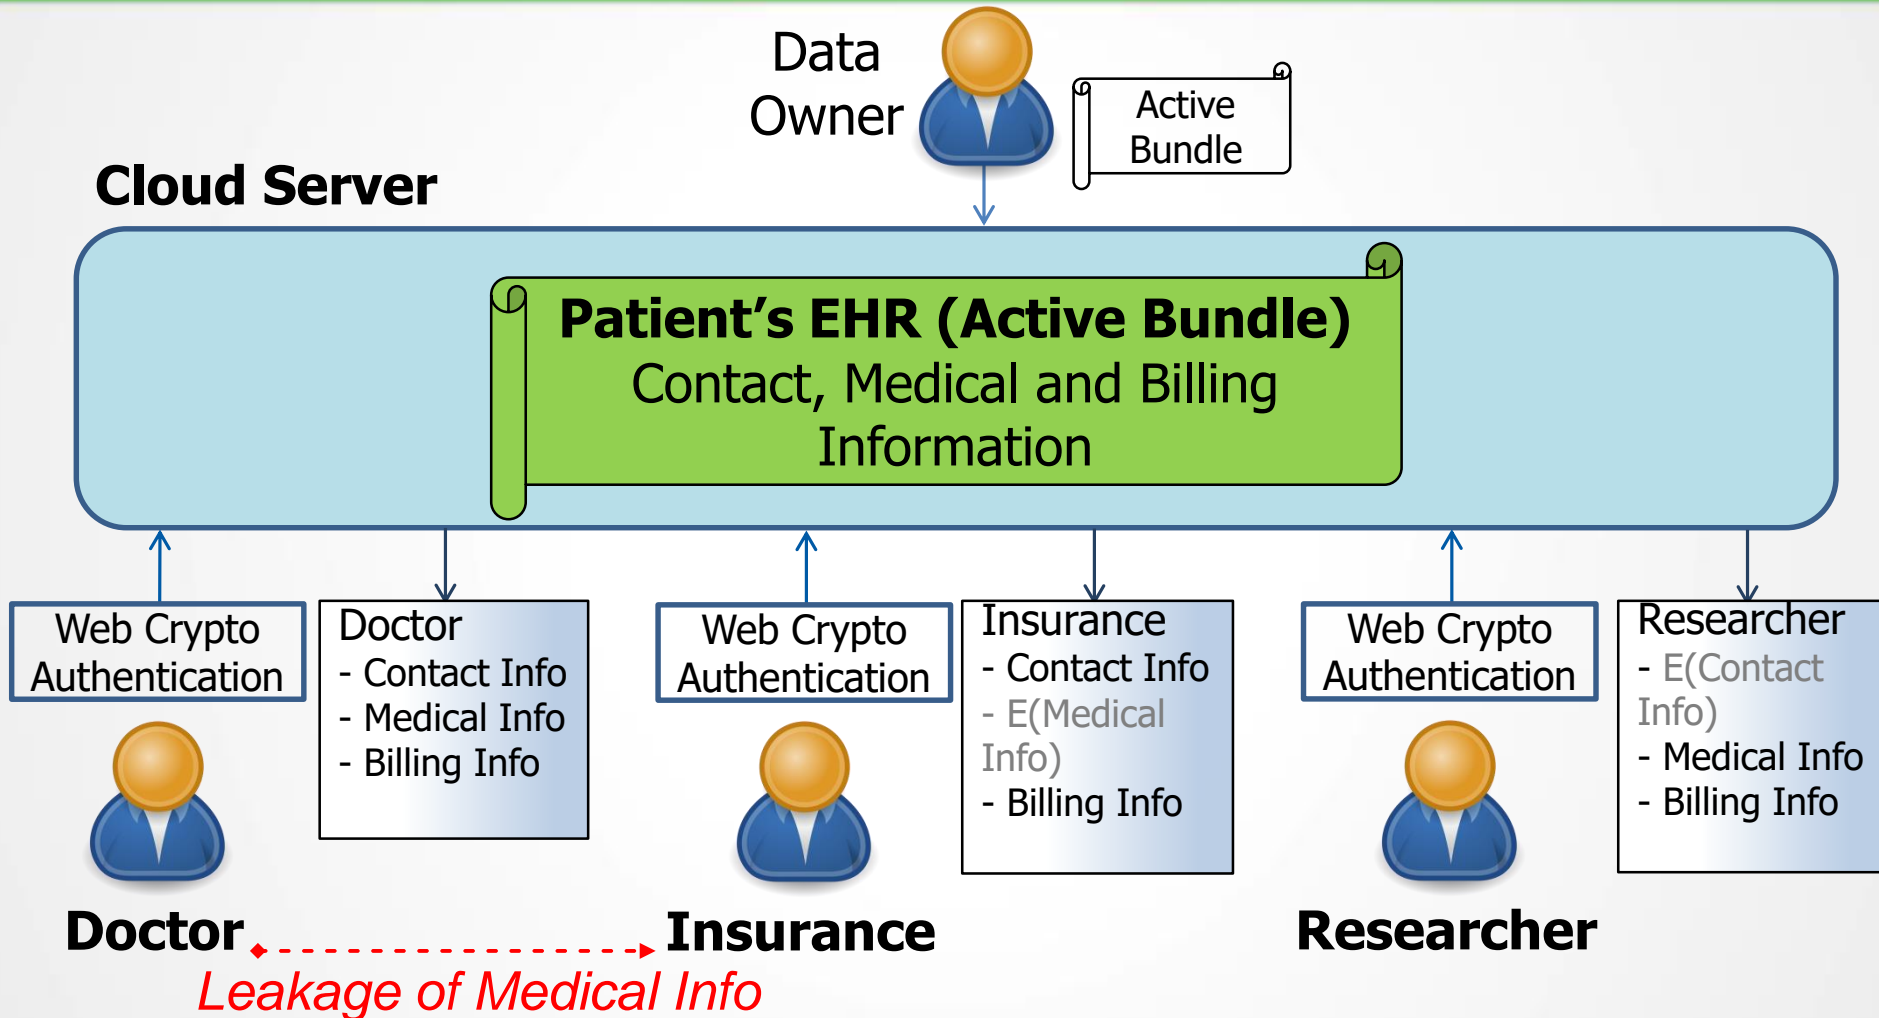 Data
Owner
Active
Bundle
Cloud Server
Patient’s EHR (Active Bundle)
Contact, Medical and Billing
Information
Web Crypto
Authentication
Doctor
- Contact Info
- Medical Info
- Billing Info
Web Crypto
Authentication
Insurance
- Contact Info
- E(Medical
Info)
- Billing Info
Web Crypto
Authentication
Researcher
- E(Contact
Info)
- Medical Info
- Billing Info
Doctor
Insurance
Researcher
Leakage of Medical Info